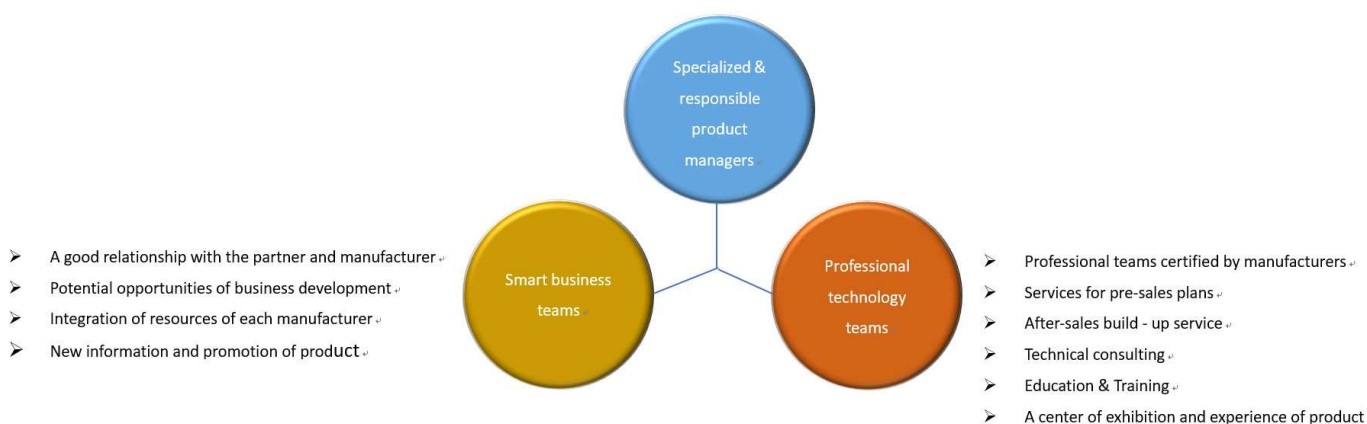 Specialized &
responsible
product
managers
Smart business
teams
Professional
technology
teams
A good relationship with the partner and manufacturer
Potential opportunities of business development
Integration of resources of each manufacturer
New information and promotion of product
Professional teams certified by manufacturers
Services for pre-sales plans
After-sales build - up service
Technical consulting
Education & Training
A center of exhibition and experience of product